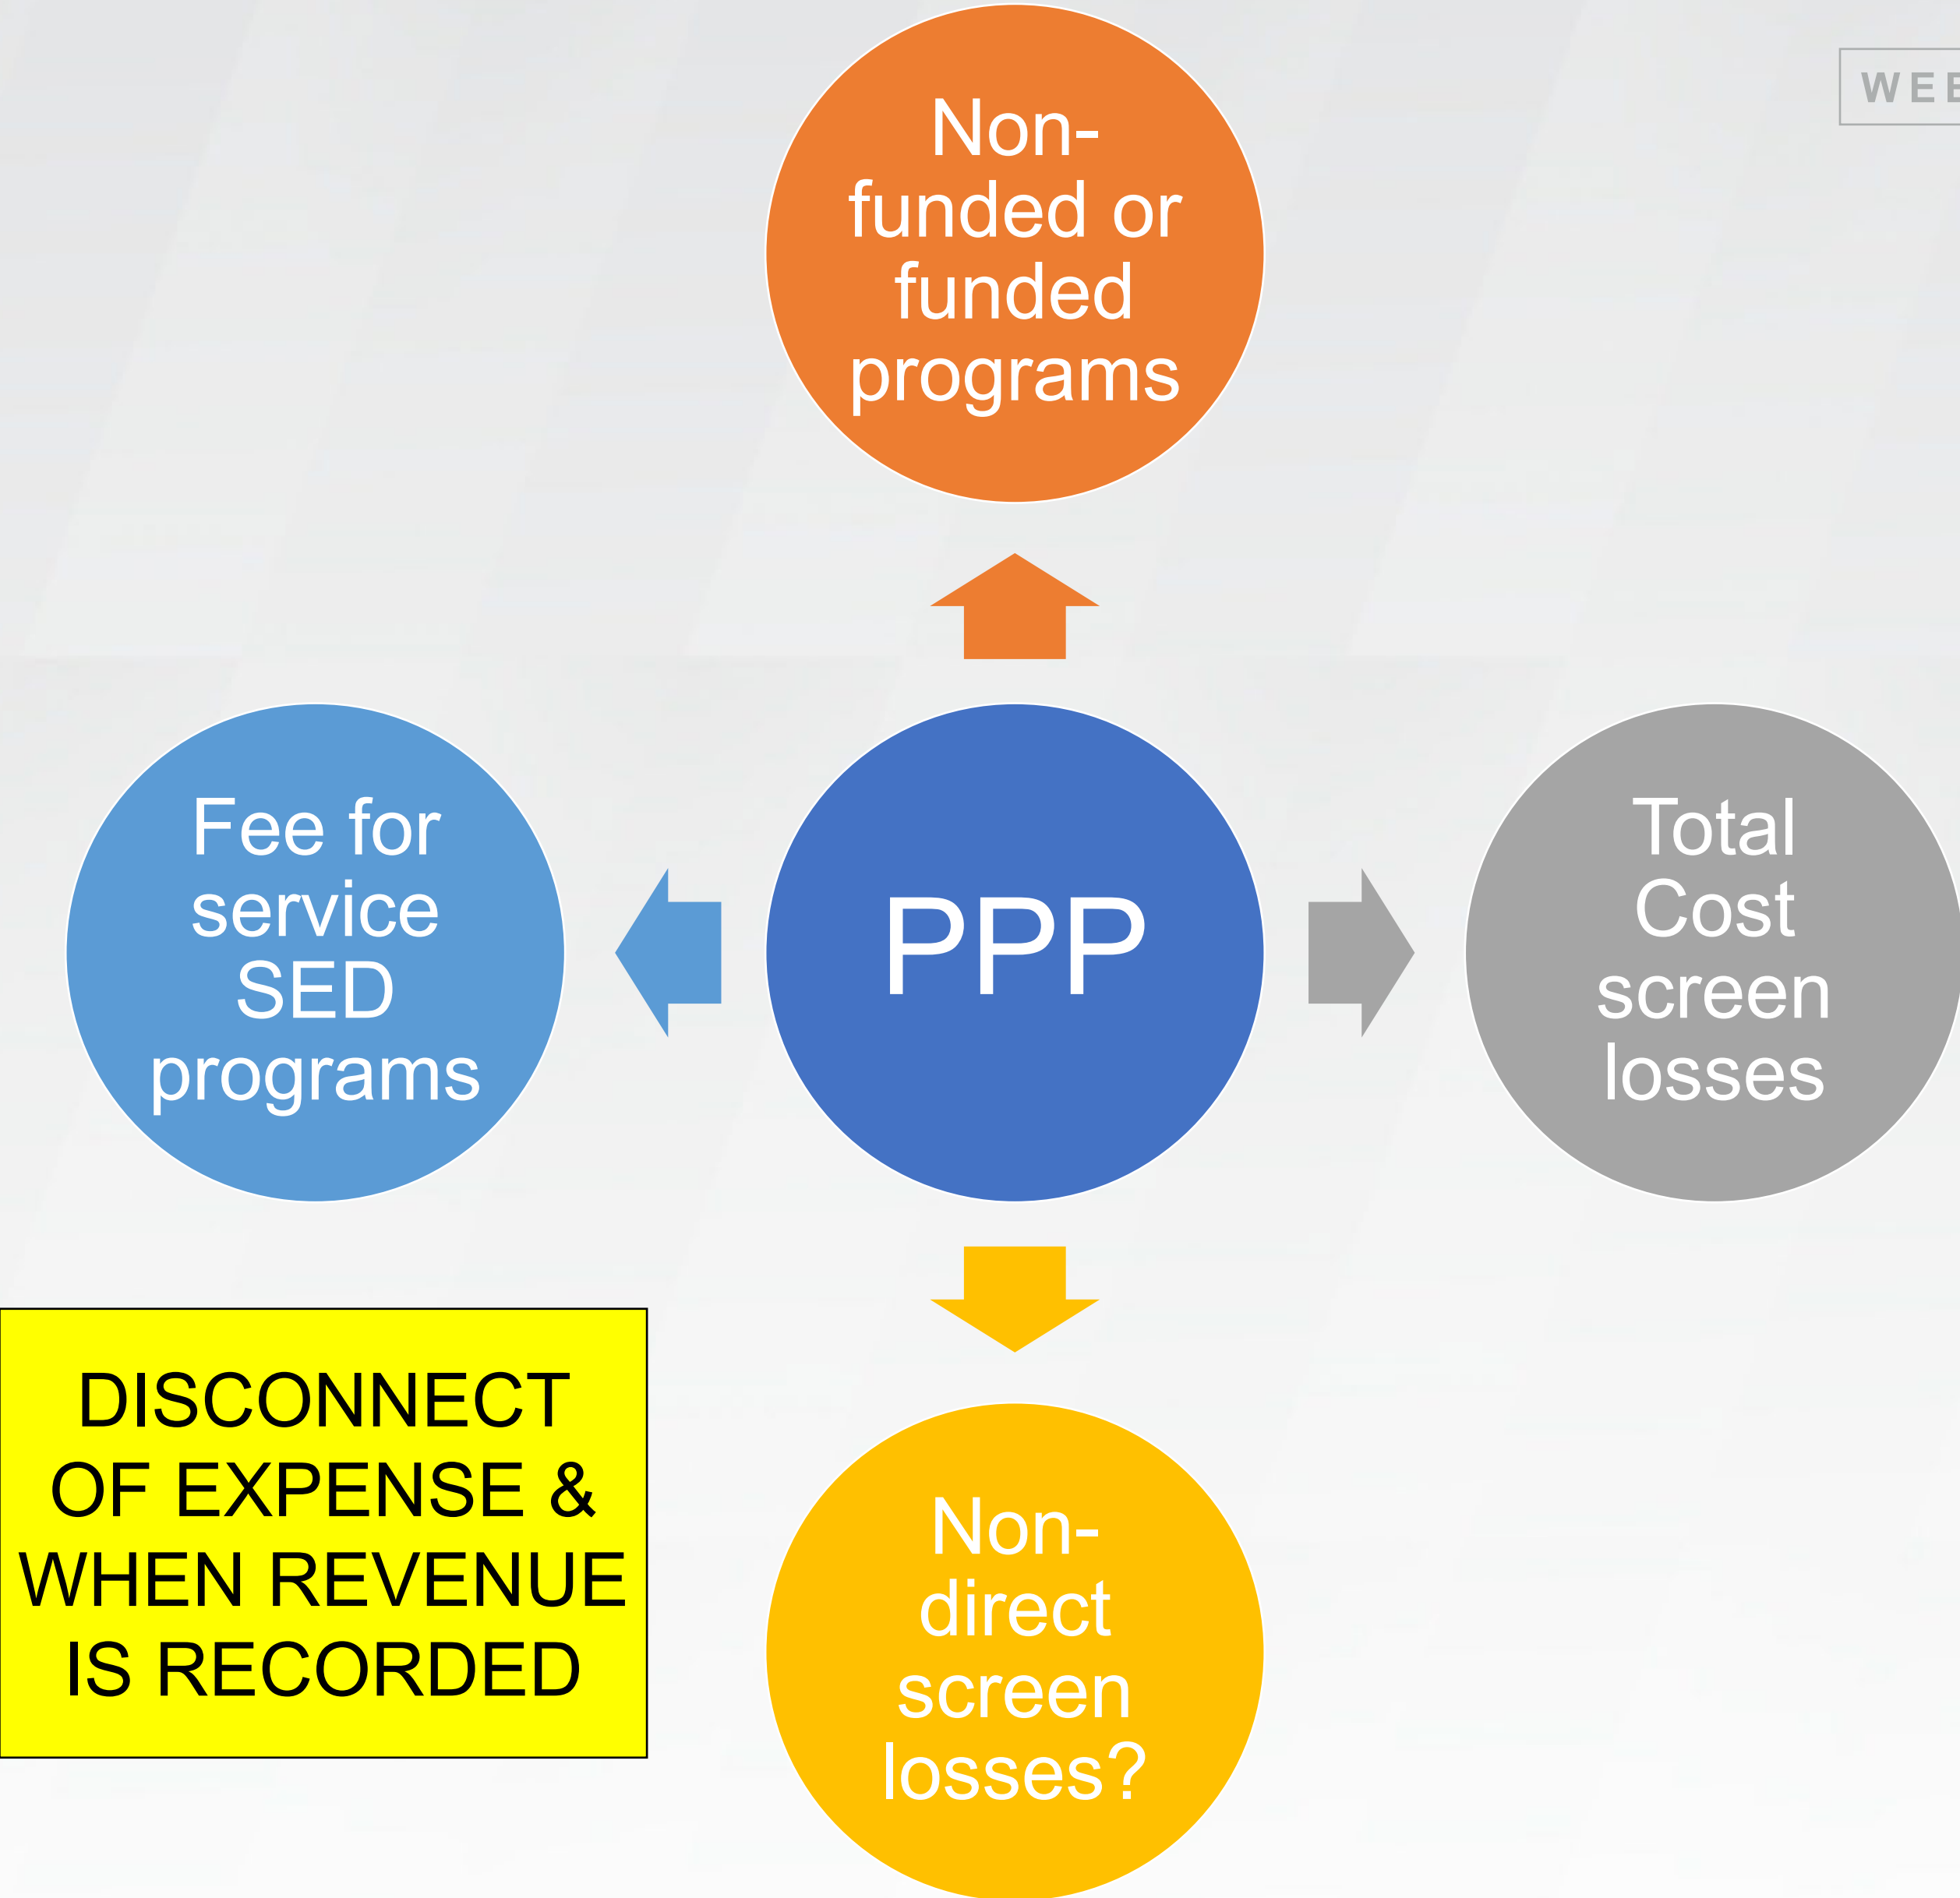 Non-
funded or
funded
programs
Fee for
service
SED
programs
PPP
Total
Cost
screen
losses
DISCONNECT
OF EXPENSE &
WHEN REVENUE
IS RECORDED
Non-
direct
screen
losses?